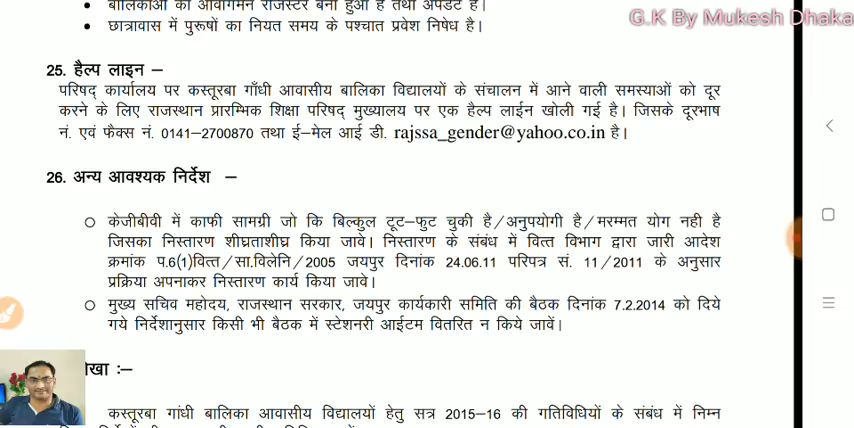 बालिकाओं का आवागमन रजिस्टर बना हुआ है तथा अपडेट है।
G.K By Mukesh Dhaka
छात्रावास में पुरूषों का नियत समय के पश्चात प्रवेश निषेध है।
25. हैल्प लाइन –
परिषद् कार्यालय पर कस्तूरबा गाँधी आवासीय बालिका विद्यालयों के संचालन में आने वाली समस्याओं को दूर
करने के लिए राजस्थान प्रारम्भिक शिक्षा परिषद् मुख्यालय पर एक हैल्प लाईन खोली गई है। जिसके दूरभाष
नं. एवं फैक्स नं. 0141–2700870 तथा ई–मेल आई डी. rajssa_gender@yahoo.co.in है।
26. अन्य आवश्यक निर्देश –
केजीबीवी में काफी सामग्री जो कि बिल्कुल टूट–फुट चुकी है/अनुपयोगी है/मरम्मत योग नही है
जिसका निस्तारण शीघ्रताशीघ्र किया जावे। निस्तारण के संबंध में वित्त विभाग द्वारा जारी आदेश
क्रमांक प.6(1)वित्त/सा.विलेनि/2005 जयपुर दिनांक 24.06.11 परिपत्र सं. 11/2011 के अनुसार
प्रक्रिया अपनाकर निस्तारण कार्य किया जावे।
मुख्य सचिव महोदय, राजस्थान सरकार, जयपुर कार्यकारी समिति की बैठक दिनांक 7.2.2014 को दिये
गये निर्देशानुसार किसी भी बैठक में स्टेशनरी आईटम वितरित न किये जावें।
खा :–
कस्तूरबा गांधी बालिका आवासीय विद्यालयों हेतु सत्र 2015–16 की गतिविधियों के संबंध में निम्न